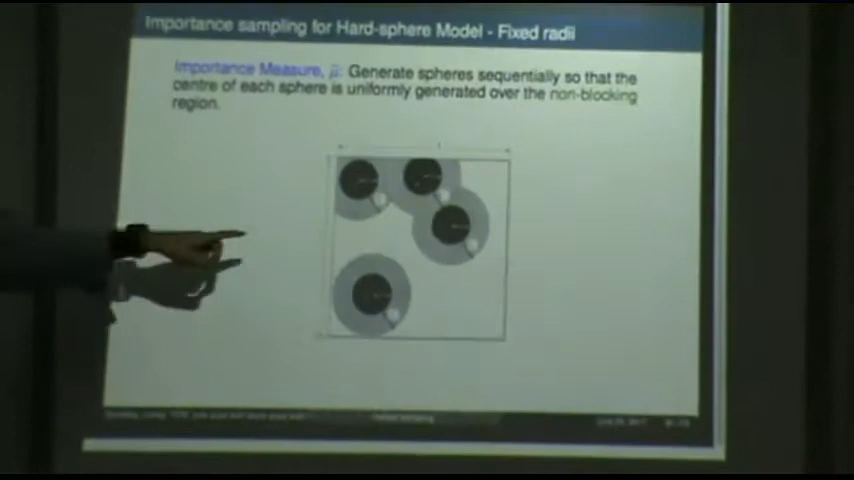 Importance sampling for Hard-sphere Model - Fixed radii
Importance Measure, μ̃: Generate spheres sequentially so that the
centre of each sphere is uniformly generated over the non-blocking
region.